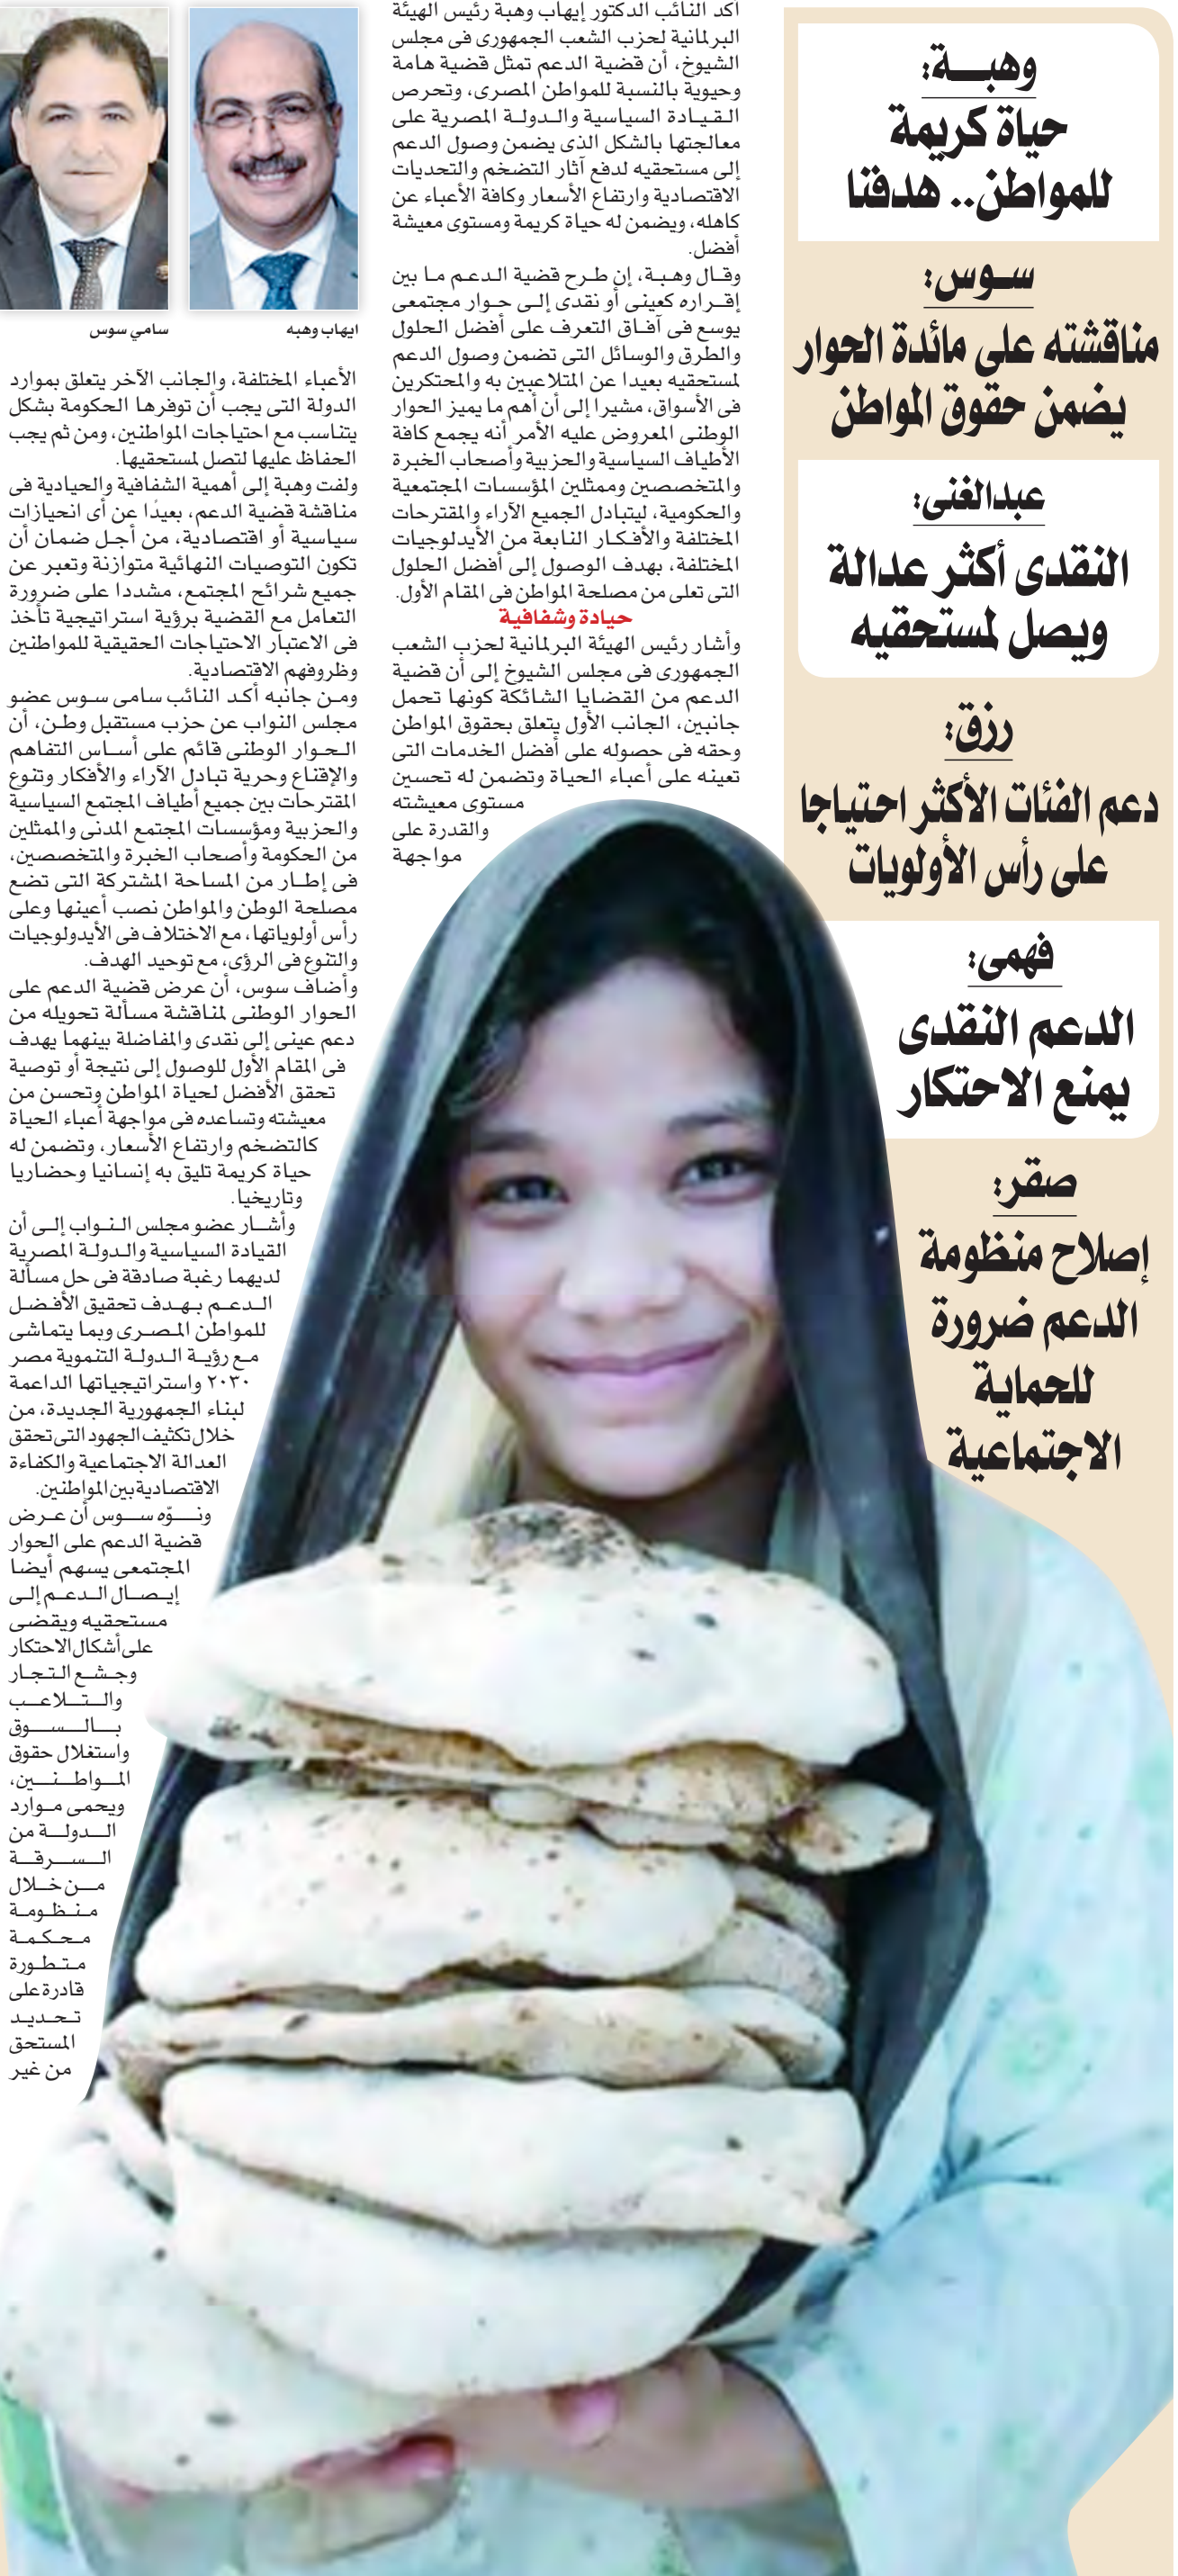 وهبـــة:
حياة كريمة
للمواطن.. هدفنا
سـوس:
مناقشته على مائدة الحوار
يضمن حقوق المواطن
عبدالغنى:
النقدى أكثر عدالة
ويصل لمستحقيه
رزق:
دعم الفئات الأكثر احتياجا
على رأس الأولويات
فهمى:
الدعم النقدى
يمنع الاحتكار
صقر:
إصلاح منظومة
الدعم ضرورة
للحماية
الاجتماعية
أكد النائب الدكتور إيهاب وهبة رئيس الهيئة
البرلمانية لحزب الشعب الجمهورى فى مجلس
الشيوخ، أن قضية الدعم تمثل قضية هامة
وحيوية بالنسبة للمواطن المصرى، وتحرص
القيادة السياسية والدولة المصرية على
معالجتها بالشكل الذى يضمن وصول الدعم
إلى مستحقيه لدفع آثار التضخم والتحديات
الاقتصادية وارتفاع الأسعار وكافة الأعباء عن
كاهله، ويضمن له حياة كريمة ومستوى معيشة
أفضل.
وقال وهبة، إن طرح قضية الدعم ما بين
إقراره كعينى أو نقدى إلى حوار مجتمعى
يوسع فى آفاق التعرف على أفضل الحلول
والطرق والوسائل التى تضمن وصول الدعم
لمستحقيه بعيدا عن المتلاعبين به والمحتكرين
فى الأسواق، مشيرا إلى أن أهم ما يميز الحوار
الوطنى المعروض عليه الأمر أنه يجمع كافة
الأطياف السياسية والحزبية وأصحاب الخبرة
والمتخصصين وممثلين المؤسسات المجتمعية
والحكومية، ليتبادل الجميع الآراء والمقترحات
المختلفة والأفكار النابعة من الأيدلوجيات
المختلفة، بهدف الوصول إلى أفضل الحلول
التى تعلى من مصلحة المواطن فى المقام الأول.
حيادة وشفافية
وأشار رئيس الهيئة البرلمانية لحزب الشعب
الجمهورى فى مجلس الشيوخ إلى أن قضية
الدعم من القضايا الشائكة كونها تحمل
جانبين، الجانب الأول يتعلق بحقوق المواطن
وحقه فى حصوله على أفضل الخدمات التى
تعينه على أعباء الحياة وتضمن له تحسين
مستوى معيشته
والقدرة على
مواجهة
ايهاب وهبه
سامي سوس
الأعباء المختلفة، والجانب الآخر يتعلق بموارد
الدولة التى يجب أن توفرها الحكومة بشكل
يتناسب مع احتياجات المواطنين، ومن ثم يجب
الحفاظ عليها لتصل لمستحقيها.
ولفت وهبة إلى أهمية الشفافية والحيادية فى
مناقشة قضية الدعم، بعيدًا عن أى انحيازات
سياسية أو اقتصادية، من أجل ضمان أن
تكون التوصيات النهائية متوازنة وتعبر عن
جميع شرائح المجتمع، مشددا على ضرورة
التعامل مع القضية برؤية استراتيجية تأخذ
فى الاعتبار الاحتياجات الحقيقية للمواطنين
وظروفهم الاقتصادية.
ومن جانبه أكد النائب سامى سوس عضو
مجلس النواب عن حزب مستقبل وطن، أن
الحوار الوطنى قائم على أساس التفاهم
والإقناع وحرية تبادل الآراء والأفكار وتنوع
المقترحات بين جميع أطياف المجتمع السياسية
والحزبية ومؤسسات المجتمع المدنى والممثلين
من الحكومة وأصحاب الخبرة والمتخصصين،
فى إطار من المساحة المشتركة التى تضع
مصلحة الوطن والمواطن نصب أعينها وعلى
رأس أولوياتها، مع الاختلاف فى الأيدولوجيات
والتنوع فى الرؤى، مع توحيد الهدف.
وأضاف سوس، أن عرض قضية الدعم على
الحوار الوطنى لمناقشة مسألة تحويله من
دعم عينى إلى نقدى والمفاضلة بينهما يهدف
فى المقام الأول للوصول إلى نتيجة أو توصية
تحقق الأفضل لحياة المواطن وتحسن من
معيشته وتساعده فى مواجهة أعباء الحياة
كالتضخم وارتفاع الأسعار، وتضمن له
حياة كريمة تليق به إنسانيا وحضاريا
وتاريخيا.
وأشار عضو مجلس النواب إلى أن
القيادة السياسية والدولة المصرية
لديهما رغبة صادقة فى حل مسألة
الدعم بهدف تحقيق الأفضل
للمواطن المصرى وبما يتماشى
مع رؤية الدولة التنموية مصر
٢٠٣٠ واستراتيجياتها الداعمة
لبناء الجمهورية الجديدة، من
خلال تكثيف الجهود التى تحقق
العدالة الاجتماعية والكفاءة
الاقتصادية بين المواطنين.
ونوّه سوس أن عرض
قضية الدعم على الحوار
المجتمعى يسهم أيضا
إيصال الدعم إلى
مستحقيه ويقضى
على أشكال الاحتكار
وجشع التجار
والتلاعب
بالسوق
واستغلال حقوق
المواطنين،
ويحمى موارد
الدولة من
السرقة
من خلال
منظومة
محكمة
متطورة
قادرة على
تحديد
المستحق
من غير